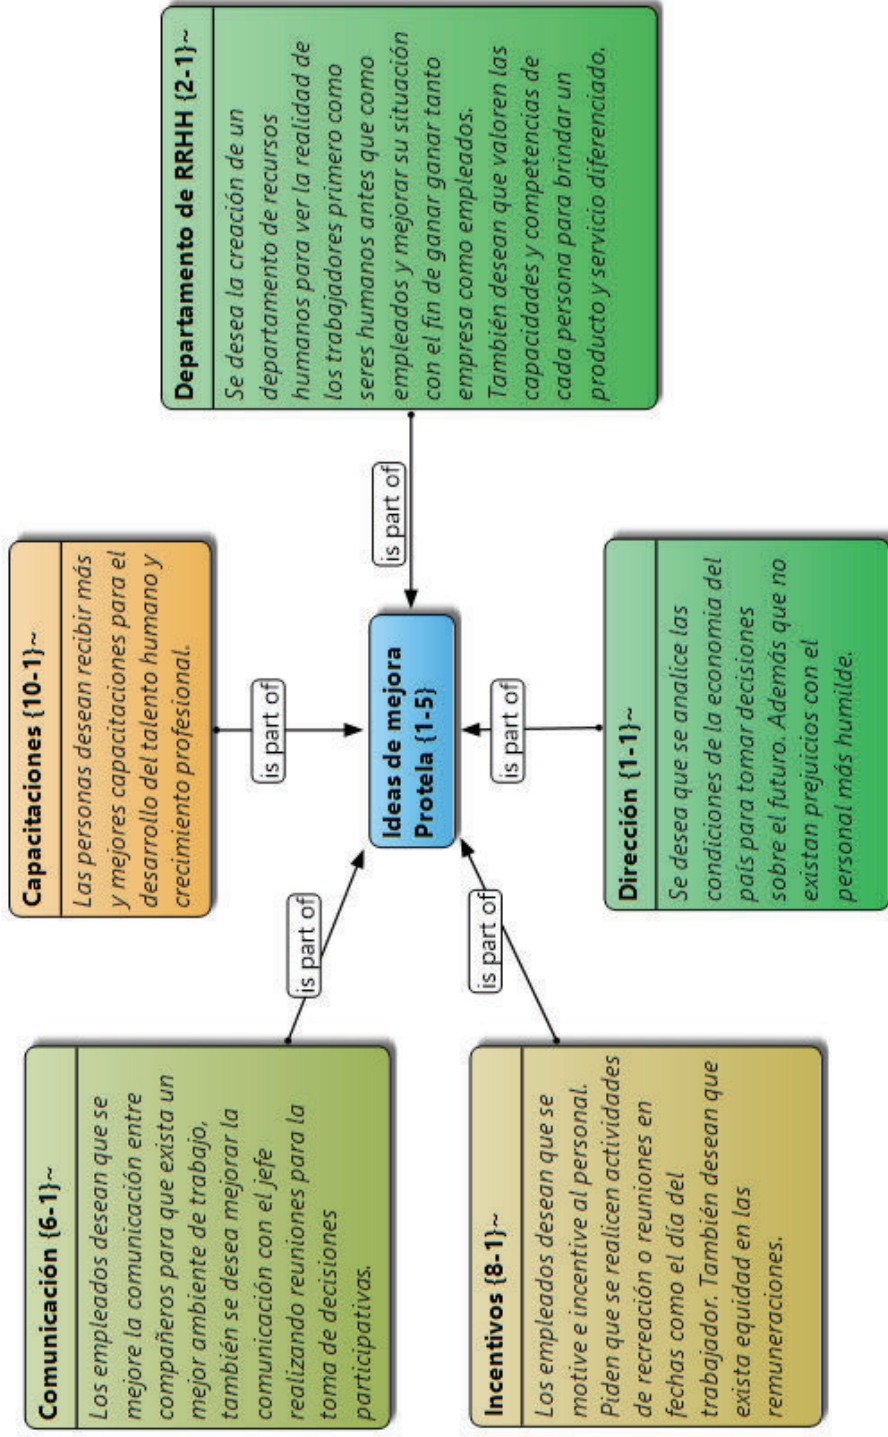 Comunicación {6-1}~
Los empleados desean que se
mejore la comunicación entre
compañeros para que exista un
mejor ambiente de trabajo,
también se desea mejorar la
comunicación con el jefe
realizando reuniones para la
toma de decisiones
participativas.
Capacitaciones {10-1}~
Las personas desean recibir más
y mejores capacitaciones para el
desarrollo del talento humano y
crecimiento profesional.
Departamento de RRHH {2-1}~
Se desea la creación de un
departamento de recursos
humanos para ver la realidad de
los trabajadores primero como
seres humanos antes que como
empleados y mejorar su situación
con el fin de ganar ganar tanto
empresa como empleados.
También desean que valoren las
capacidades y competencias de
cada persona para brindar un
producto y servicio diferenciado.
is part of
is part of
is part of
Ideas de mejora
Protela {1-5}
is part of
is part of
Incentivos {8-1}~
Los empleados desean que se
motive e incentive al personal.
Piden que se realicen actividades
de recreación o reuniones en
fechas como el día del
trabajador. También desean que
exista equidad en las
remuneraciones.
Dirección {1-1}~
Se desea que se analice las
condiciones de la economía del
país para tomar decisiones
sobre el futuro. Además que no
existan prejuicios con el
personal más humilde.